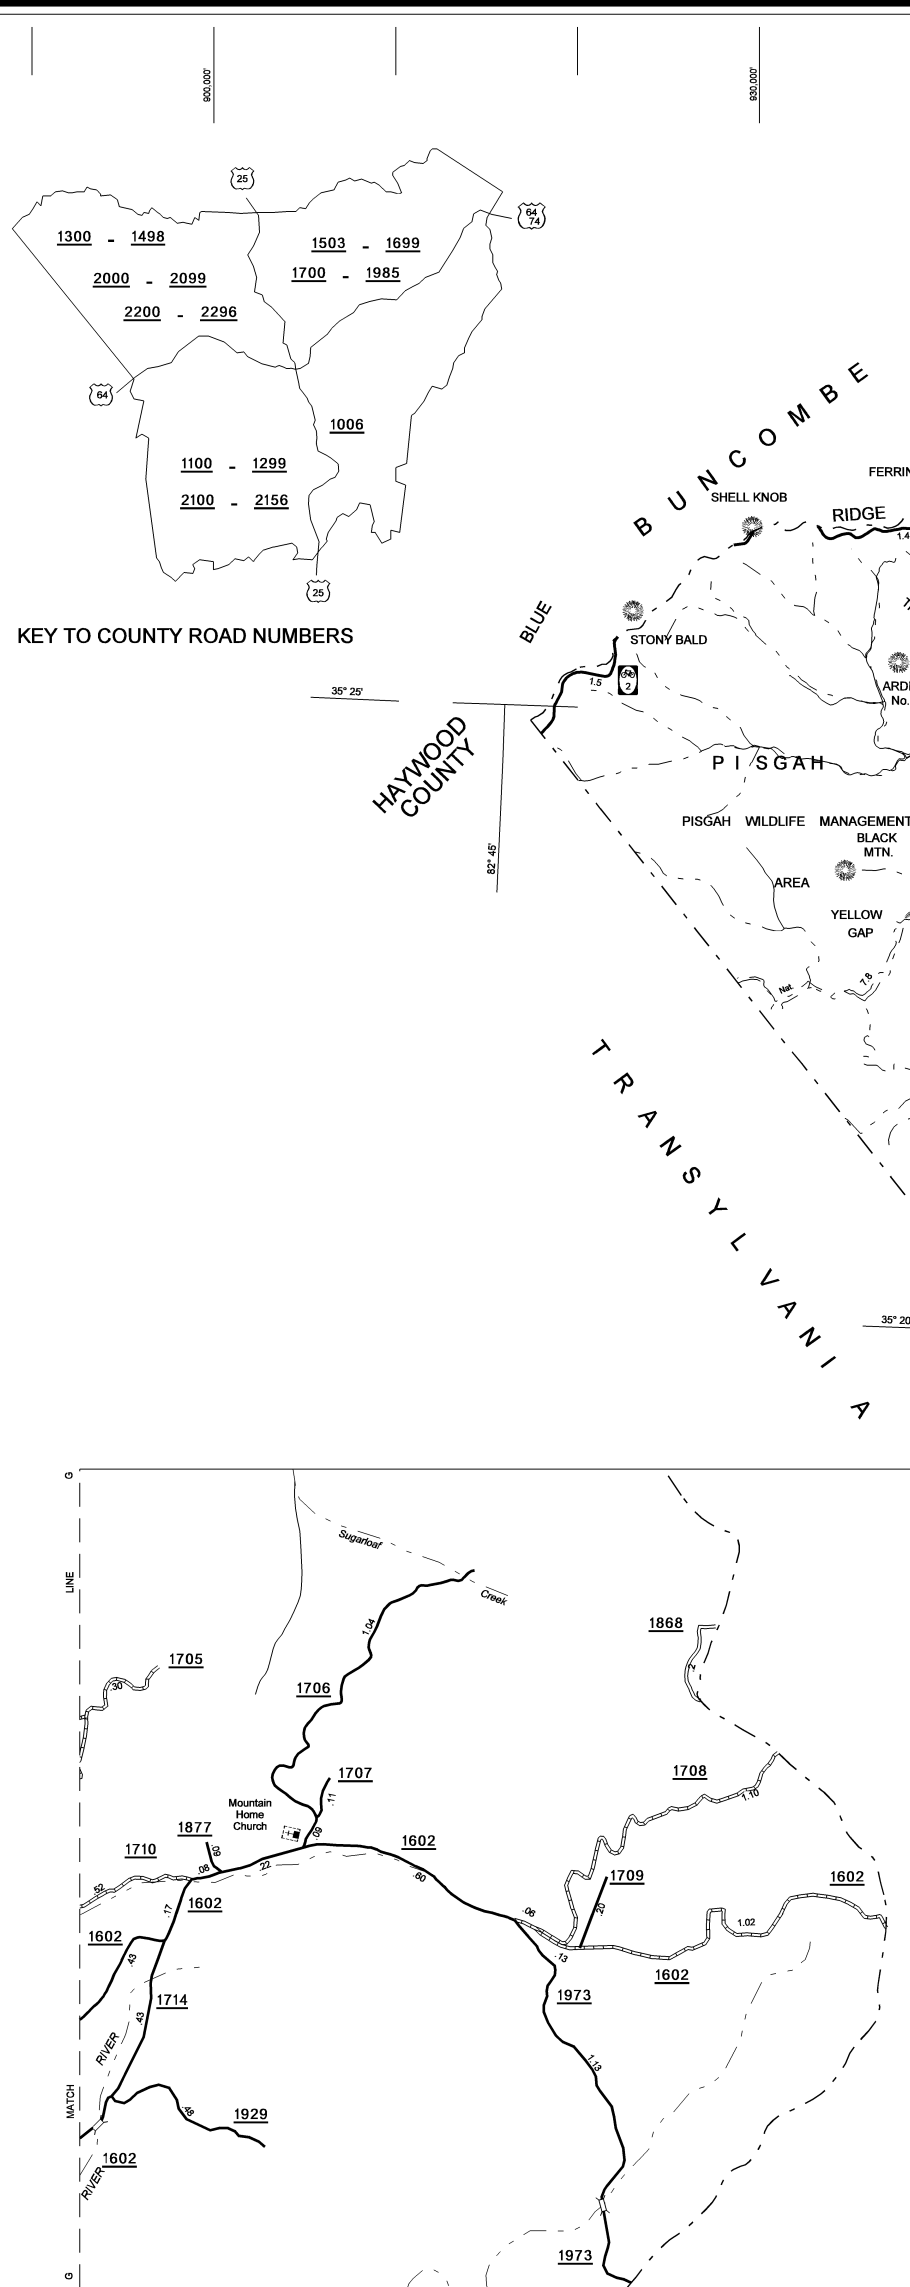 900,000'
930,000'
25
64
74
1300 - 1498
1503 - 1699
2000 - 2099
1700 - 1985
2200 - 2296
64
1006
1100 - 1299
2100 - 2156
25
KEY TO COUNTY ROAD NUMBERS
BUNCOMBE
SHELL KNOB
RIDGE
1.4
BLUE
STONY BALD
1.5
2
35° 25'
HAYWOOD
COUNTY
No.
PISGAH
82° 45'
PISGAH WILDLIFE MANAGEMENT
BLACK
MTN.
AREA
YELLOW
GAP
Nat.
7.8
TRANSYLVANIA
35° 20
G
LINE
Sugarloaf
Creek
1.04
1868
.2
1705
.30
1706
1707
.11
1708
1.10
Mountain
Home
Church
.09
1877
.09
1602
1710
.08
.22
.60
1709
1602
.52
.17
1602
.06
.20
1.02
1602
.43
.13
1602
1714
1973
.43
RIVER
1.13
MATCH
.48
1929
1602
RIVER
1973
G